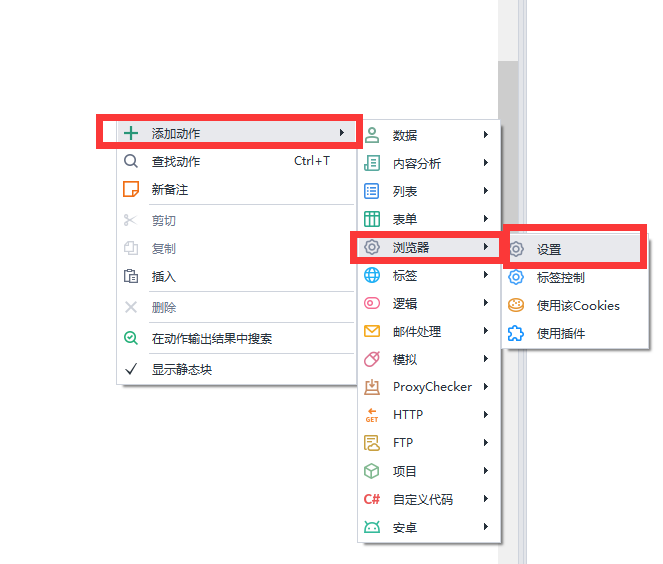 添加动作
查找动作 Ctrl+T
新备注
剪切
复制
插入
删除
在动作输出结果中搜索
显示静态块
数据
内容分析
列表
表单
浏览器
标签
逻辑
邮件处理
模拟
ProxyChecker
GET
HTTP
FTP
项目
C# 自定义代码
安卓
设置
标签控制
使用该Cookies
使用插件